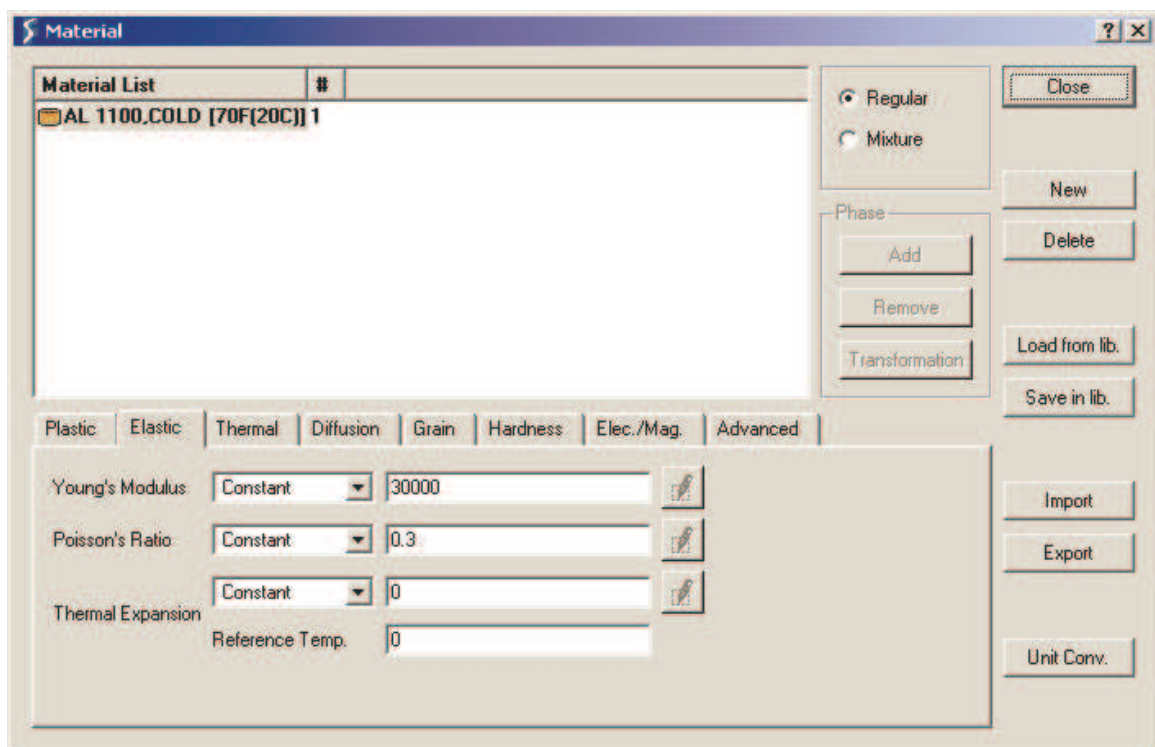 Material
Material List #
AL 1100,COLD [70F(20C)] 1
Regular
Mixture
Phase
Add
Remove
Transformation
Close
New
Delete
Load from lib.
Save in lib.
Import
Export
Unit Conv.
Plastic Elastic Thermal Diffusion Grain Hardness Elec./Mag. Advanced
Young's Modulus Constant 30000
Poisson's Ratio Constant 0.3
Thermal Expansion Constant 0
Reference Temp. 0